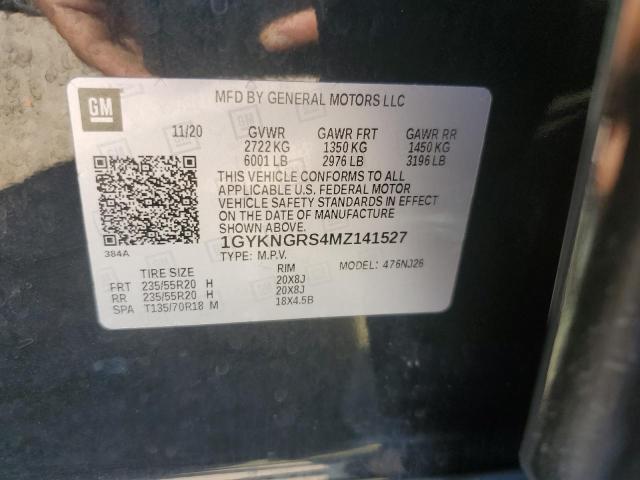 GM
MFD BY GENERAL MOTORS LLC
11/20 GVWR GAWR FRT GAWR RR
2722 KG 1350 KG 1450 KG
6001 LB 2976 LB 3196 LB
THIS VEHICLE CONFORMS TO ALL
APPLICABLE U.S. FEDERAL MOTOR
VEHICLE SAFETY STANDARDS IN EFFECT
ON THE DATE OF MANUFACTURE
SHOWN ABOVE.
384A
1GYKNGRS4MZ141527
TYPE: M.P.V. MODEL: 476NJ26
TIRE SIZE RIM
FRT 235/55R20 H 20X8J
RR 235/55R20 H 20X8J
SPA T135/70R18 M 18X4.5B